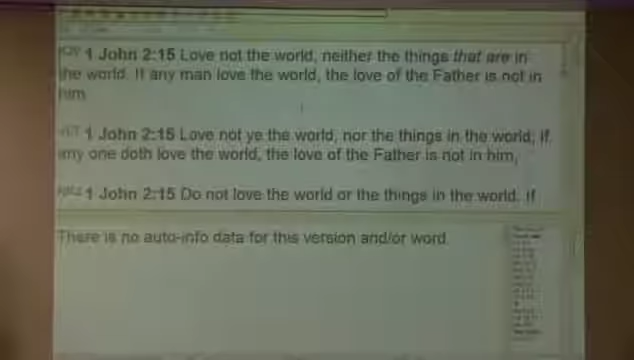 KJV 1 John 2:15 Love not the world, neither the things that are in
the world. If any man love the world, the love of the Father is not in
him.
1 John 2:15 Love not ye the world, nor the things in the world; if
any one doth love the world, the love of the Father is not in him,
1 John 2:15 Do not love the world or the things in the world. If
There is no auto-info data for this version and/or word.